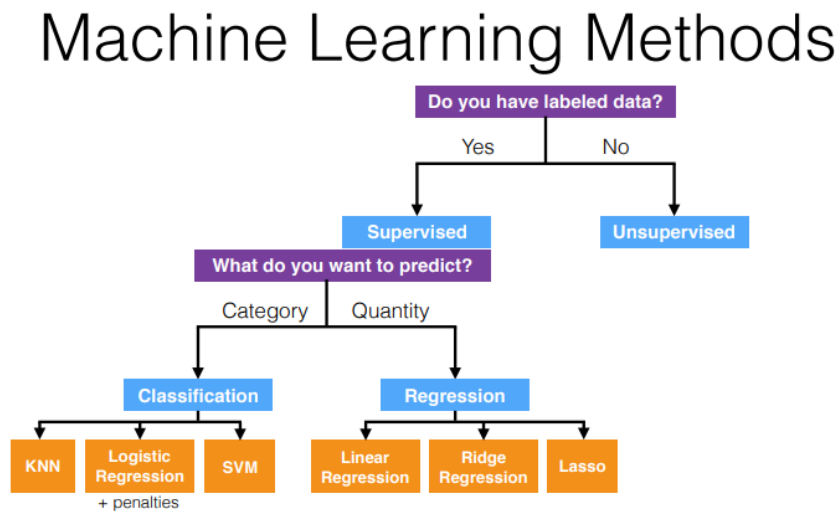 Machine Learning Methods
Do you have labeled data?
Yes
No
Supervised
Unsupervised
What do you want to predict?
Category
Quantity
Classification
Regression
KNN
Logistic
Regression
SVM
Linear
Regression
Ridge
Regression
Lasso
+ penalties